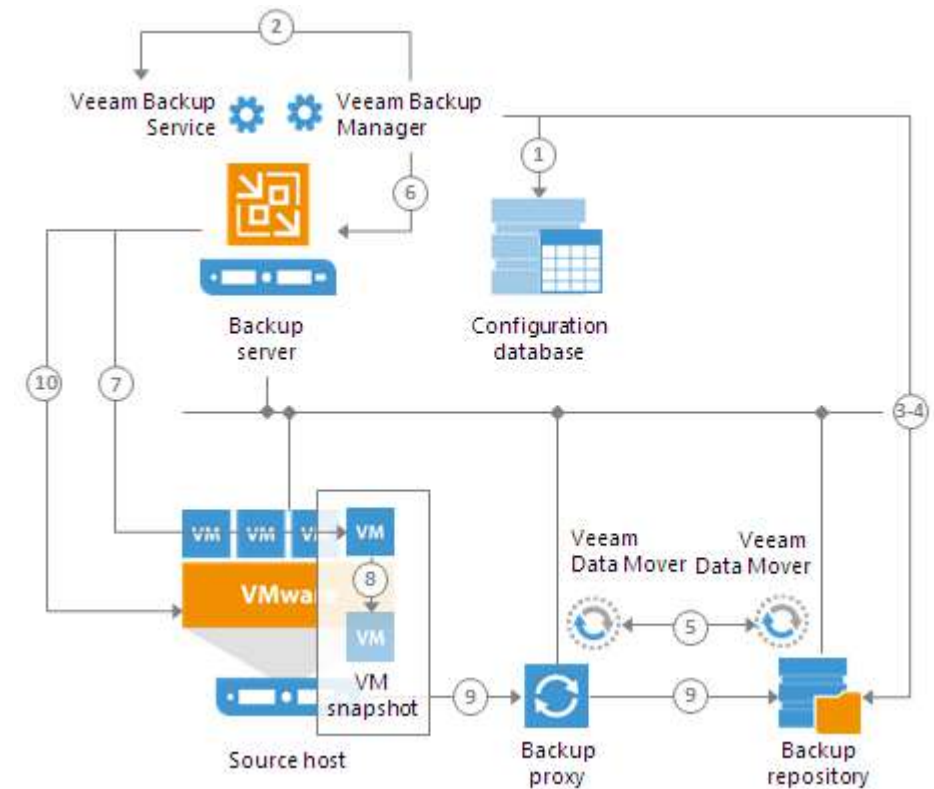 2
Veeam Backup
Service
Veeam Backup
Manager
1
6
Backup
server
Configuration
database
10
7
3-4
VM
VM
VM
VM
VMware
8
VM
VM
snapshot
Source host
Veeam
Data Mover
Veeam
Data Mover
5
9
9
Backup
proxy
Backup
repository